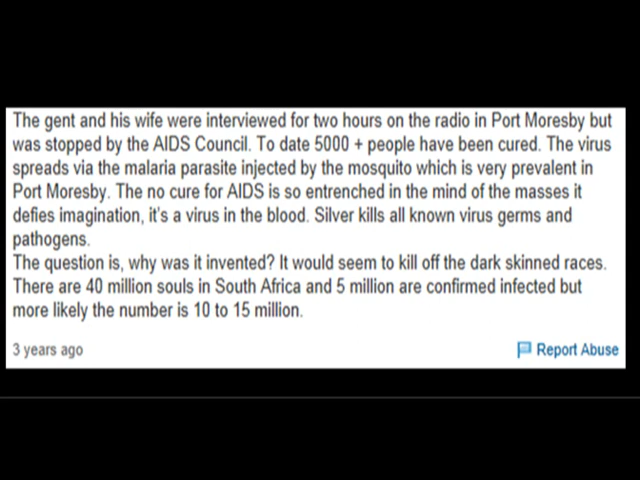 The gent and his wife were interviewed for two hours on the radio in Port Moresby but
was stopped by the AIDS Council. To date 5000 + people have been cured. The virus
spreads via the malaria parasite injected by the mosquito which is very prevalent in
Port Moresby. The no cure for AIDS is so entrenched in the mind of the masses it
defies imagination, it's a virus in the blood. Silver kills all known virus germs and
pathogens.
The question is, why was it invented? It would seem to kill off the dark skinned races.
There are 40 million souls in South Africa and 5 million are confirmed infected but
more likely the number is 10 to 15 million.
3 years ago Report Abuse